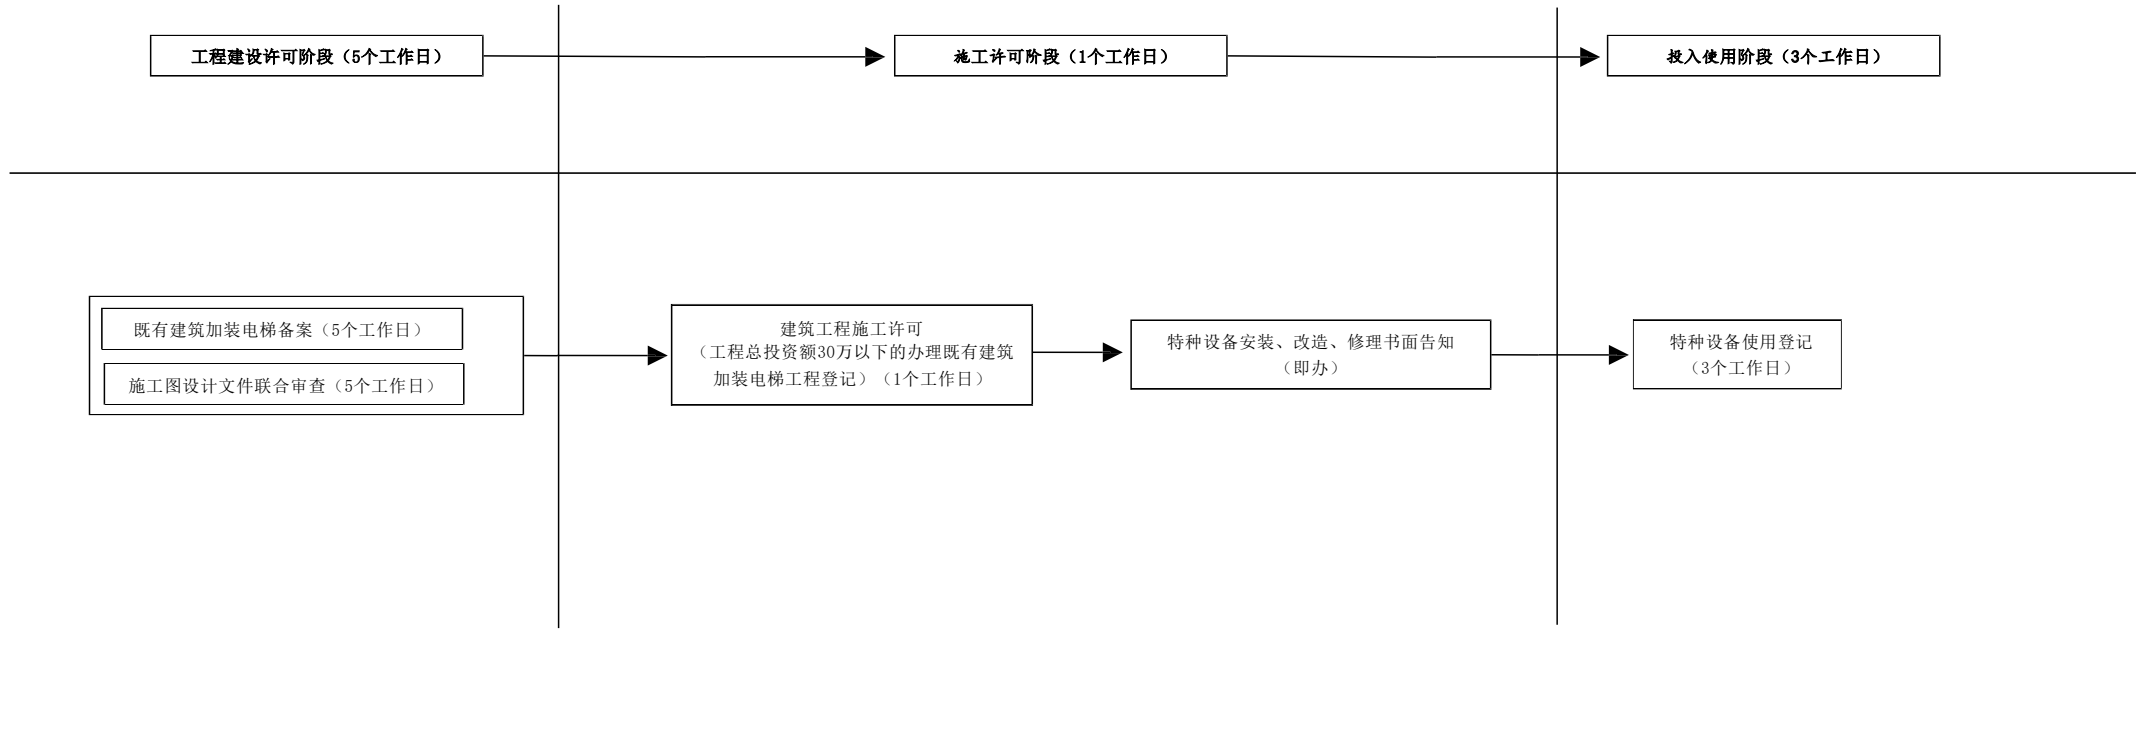 工程建设许可阶段（5个工作日）
施工许可阶段（1个工作日）
投入使用阶段（3个工作日）
既有建筑加装电梯备案（5个工作日）
施工图设计文件联合审查（5个工作日）
建筑工程施工许可
（工程总投资额30万以下的办理既有建筑
加装电梯工程登记）（1个工作日）
特种设备安装、改造、修理书面告知
（即办）
特种设备使用登记
（3个工作日）